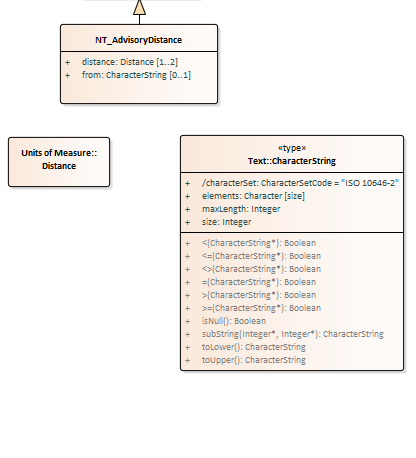 NT_AdvisoryDistance
+ distance: Distance [1..2]
+ from: CharacterString [0..1]
Units of Measure::
Distance
«type»
Text::CharacterString
+ /characterSet: CharacterSetCode = "ISO 10646-2"
+ elements: Character [size]
+ maxLength: Integer
+ size: Integer
+ <(CharacterString*): Boolean
+ <=(CharacterString*): Boolean
+ <>(CharacterString*): Boolean
+ =(CharacterString*): Boolean
+ >(CharacterString*): Boolean
+ >=(CharacterString*): Boolean
+ isNull(): Boolean
+ subString(Integer*, Integer*): CharacterString
+ toLower(): CharacterString
+ toUpper(): CharacterString